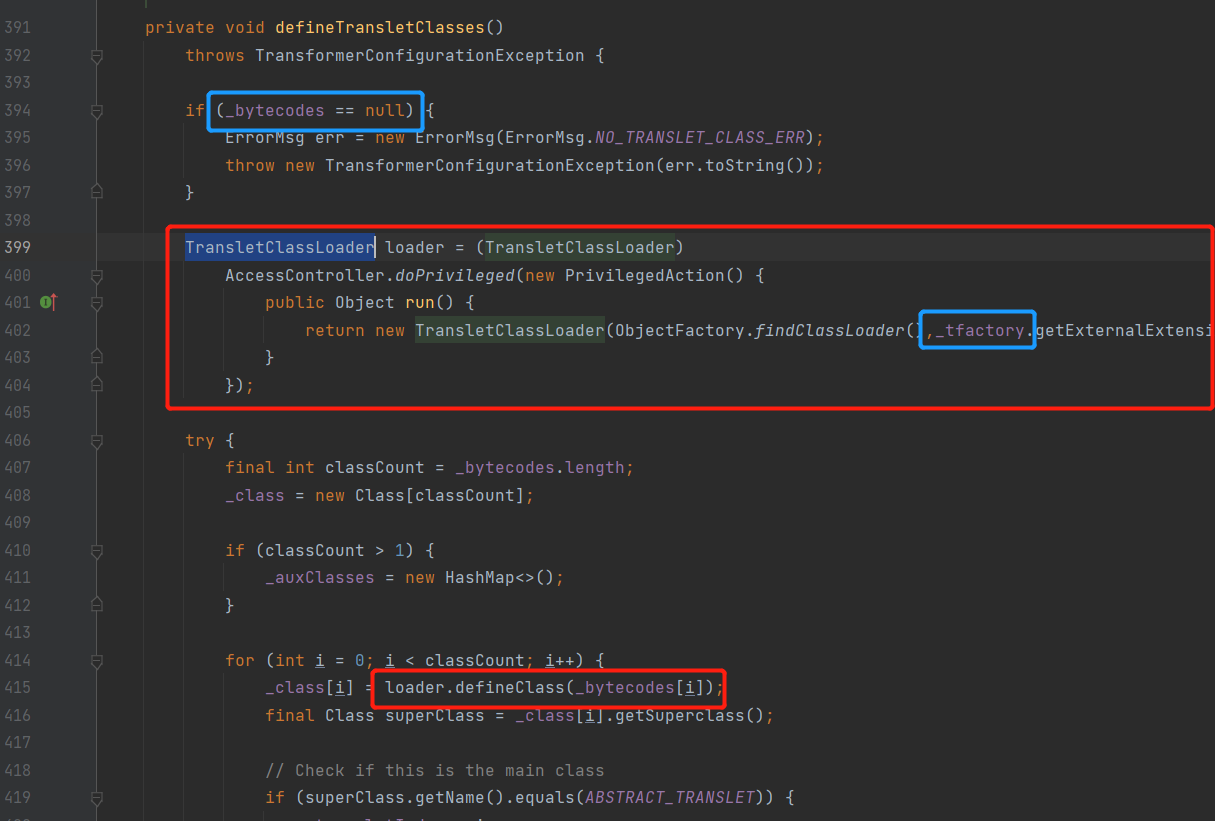 391 private void defineTransletClasses()
392 throws TransformerConfigurationException {
393
394 if (_bytecodes == null) {
395 ErrorMsg err = new ErrorMsg(ErrorMsg.NO_TRANSLET_CLASS_ERR);
396 throw new TransformerConfigurationException(err.toString());
397 }
398
399 TransletClassLoader loader = (TransletClassLoader)
400 AccessController.doPrivileged(new PrivilegedAction() {
401 public Object run() {
402 return new TransletClassLoader(ObjectFactory.findClassLoader(),_tfactory.getExternalExtensi
403 }
404 });
405
406 try {
407 final int classCount = _bytecodes.length;
408 _class = new Class[classCount];
409
410 if (classCount > 1) {
411 _auxClasses = new HashMap<>();
412 }
413
414 for (int i = 0; i < classCount; i++) {
415 _class[i] = loader.defineClass(_bytecodes[i]);
416 final Class superClass = _class[i].getSuperclass();
417
418 // Check if this is the main class
419 if (superClass.getName().equals(ABSTRACT_TRANSLET)) {